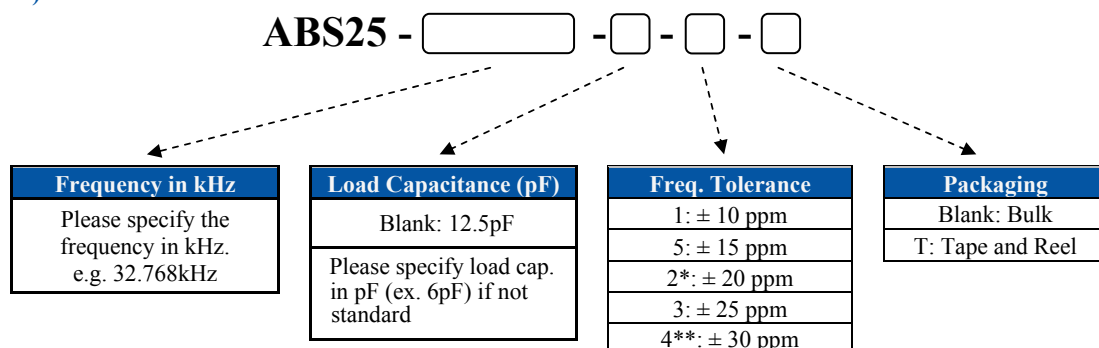 )
ABS25 - - - -
Frequency in kHz
Please specify the
frequency in kHz.
e.g. 32.768kHz
Load Capacitance (pF)
Blank: 12.5pF
Please specify load cap.
in pF (ex. 6pF) if not
standard
Freq. Tolerance
1: ± 10 ppm
5: ± 15 ppm
2*: ± 20 ppm
3: ± 25 ppm
4**: ± 30 ppm
Packaging
Blank: Bulk
T: Tape and Reel